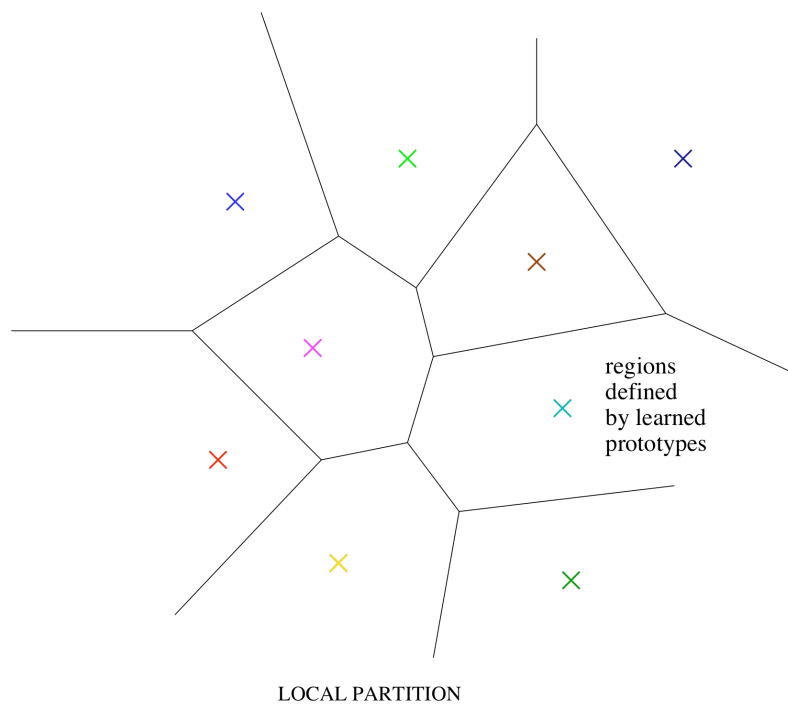 regions
defined
by learned
prototypes
LOCAL PARTITION